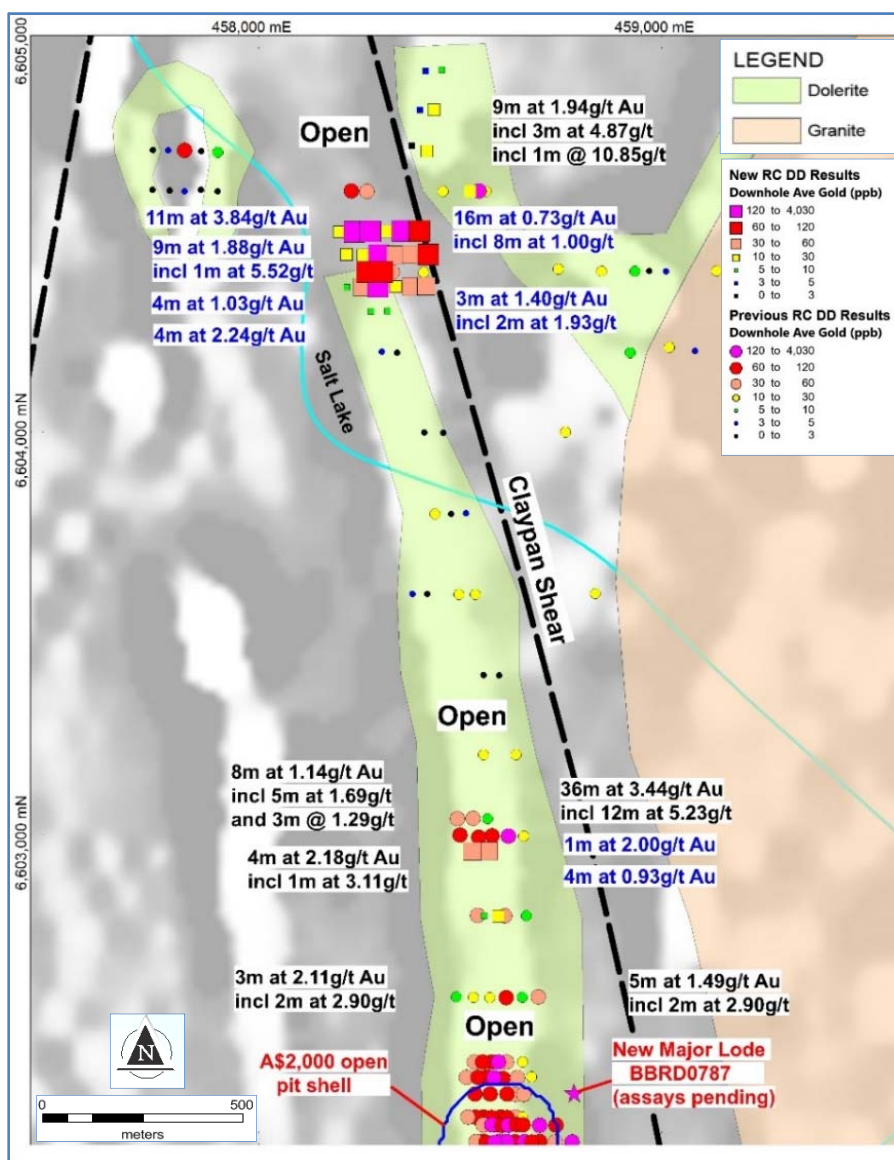 458,000 mE
459,000 mE
6,605,000
6,604,000 mN
6,603,000 mN
LEGEND
Dolerite
Granite
New RC DD Results
Downhole Ave Gold (ppb)
120 to 4,030
60 to 120
30 to 60
10 to 30
5 to 10
3 to 5
0 to 3
Previous RC DD Results
Downhole Ave Gold (ppb)
120 to 4,030
60 to 120
30 to 60
10 to 30
5 to 10
3 to 5
0 to 3
Open
9m at 1.94g/t Au
incl 3m at 4.87g/t
incl 1m @ 10.85g/t
11m at 3.84g/t Au
9m at 1.88g/t Au
incl 1m at 5.52g/t
4m at 1.03g/t Au
4m at 2.24g/t Au
16m at 0.73g/t Au
incl 8m at 1.00g/t
3m at 1.40g/t Au
incl 2m at 1.93g/t
Salt Lake
Claypan Shear
Open
8m at 1.14g/t Au
incl 5m at 1.69g/t
and 3m @ 1.29g/t
4m at 2.18g/t Au
incl 1m at 3.11g/t
36m at 3.44g/t Au
incl 12m at 5.23g/t
1m at 2.00g/t Au
4m at 0.93g/t Au
3m at 2.11g/t Au
incl 2m at 2.90g/t
5m at 1.49g/t Au
incl 2m at 2.90g/t
Open
A$2,000 open
pit shell
New Major Lode
BBRD0787
(assays pending)
N
0 500
meters